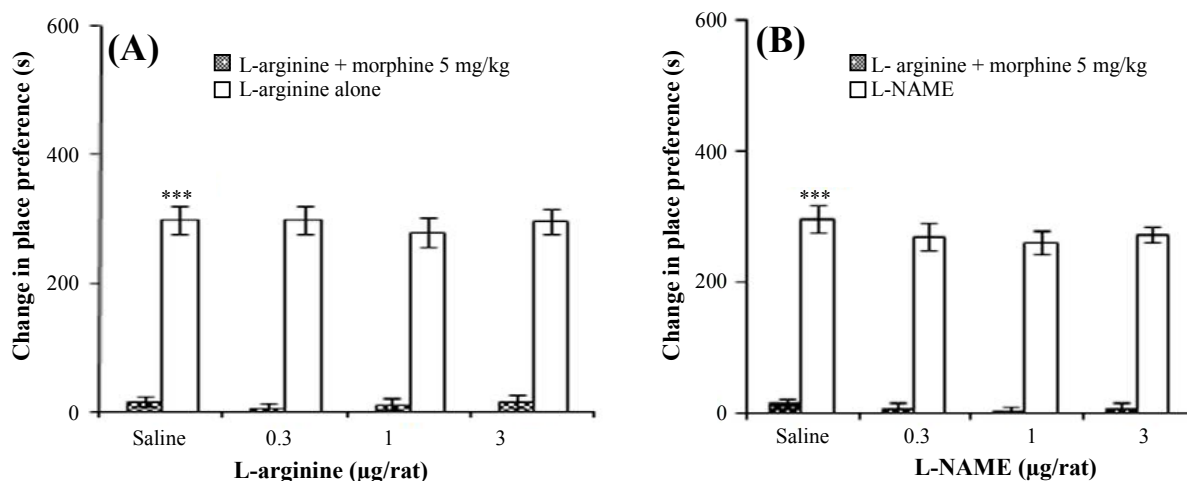 (A)
Change in place preference (s)
600
400
200
0
L-arginine + morphine 5 mg/kg
L-arginine alone
***
Saline 0.3 1 3
L-arginine (µg/rat)
(B)
Change in place preference (s)
600
400
200
0
L- arginine + morphine 5 mg/kg
L-NAME
***
Saline 0.3 1 3
L-NAME (µg/rat)